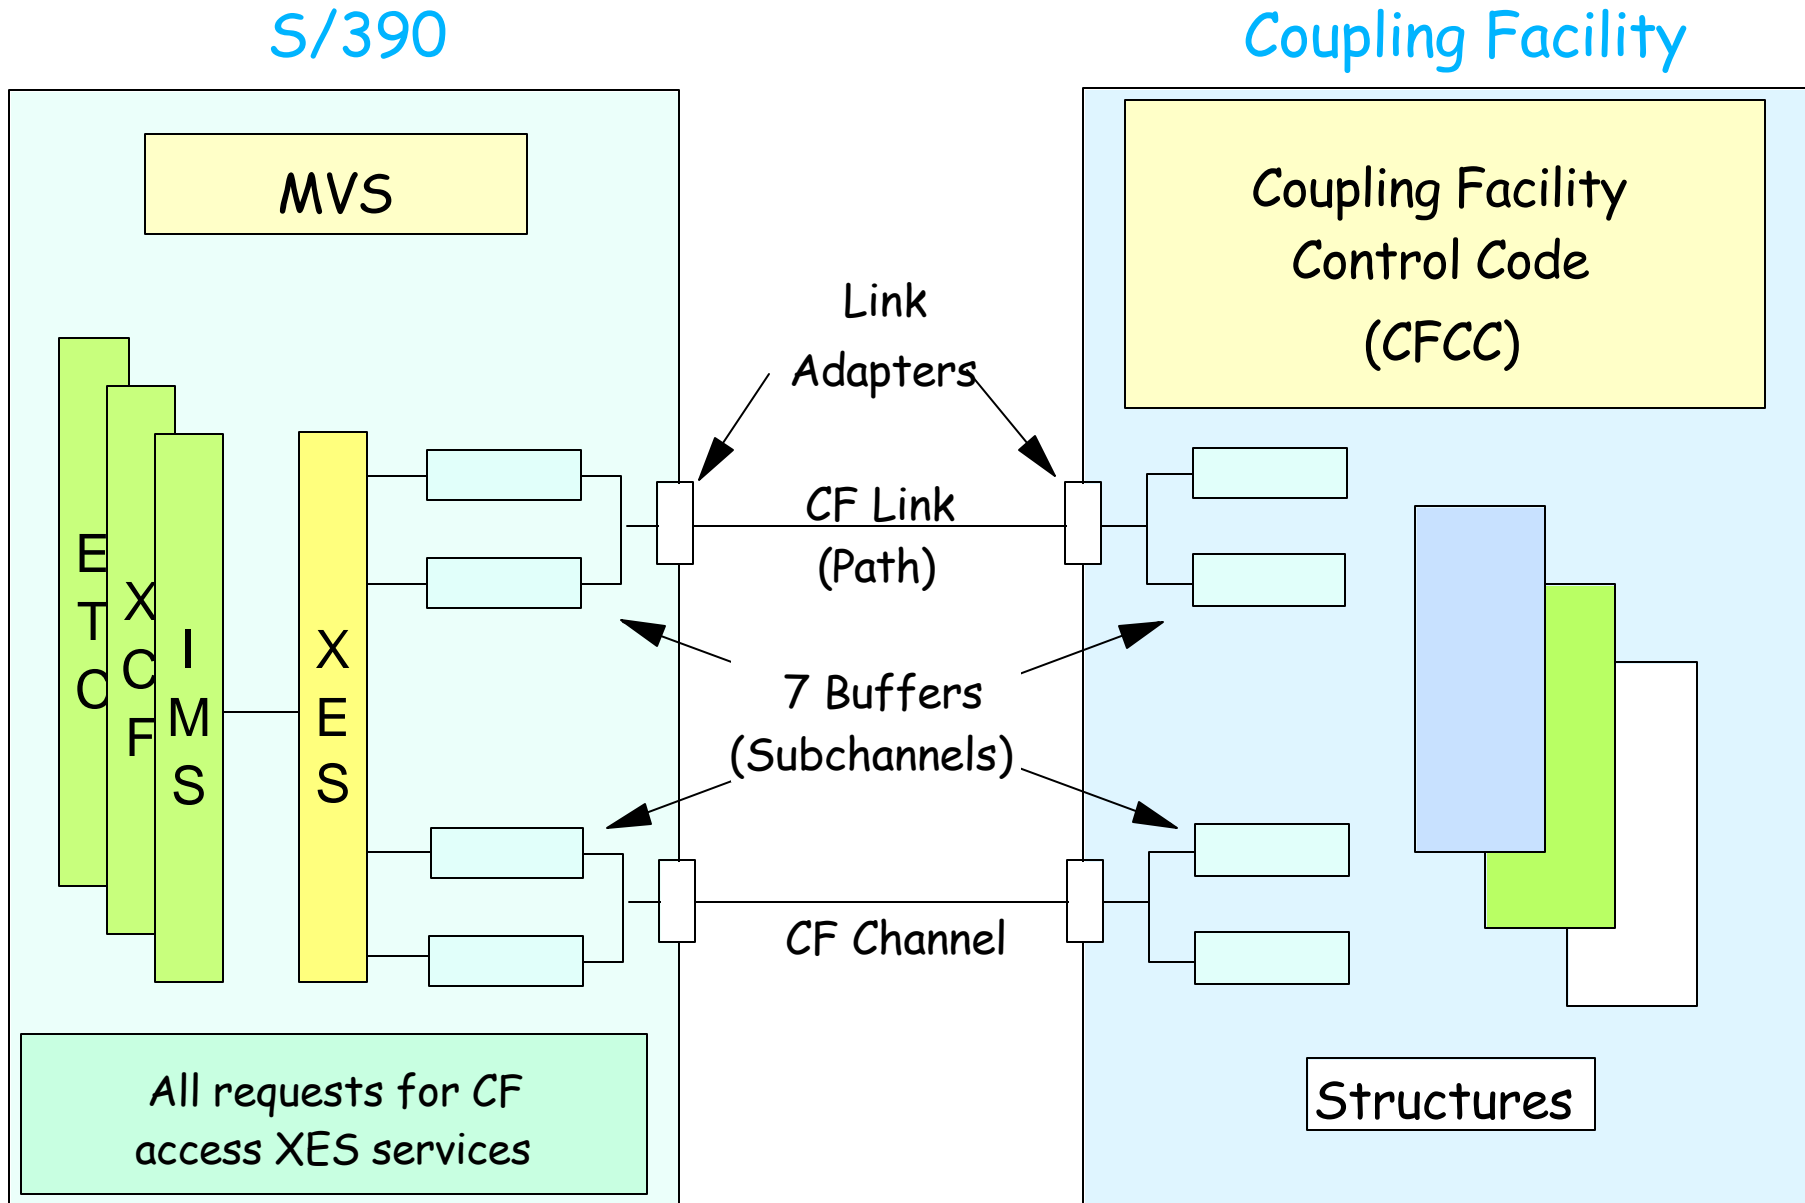 S/390
Coupling Facility
MVS
Coupling Facility
Control Code
(CFCC)
Link
Adapters
CF Link
(Path)
7 Buffers
(Subchannels)
CF Channel
E
T
C
X
C
F
I
M
S
X
E
S
All requests for CF
access XES services
Structures